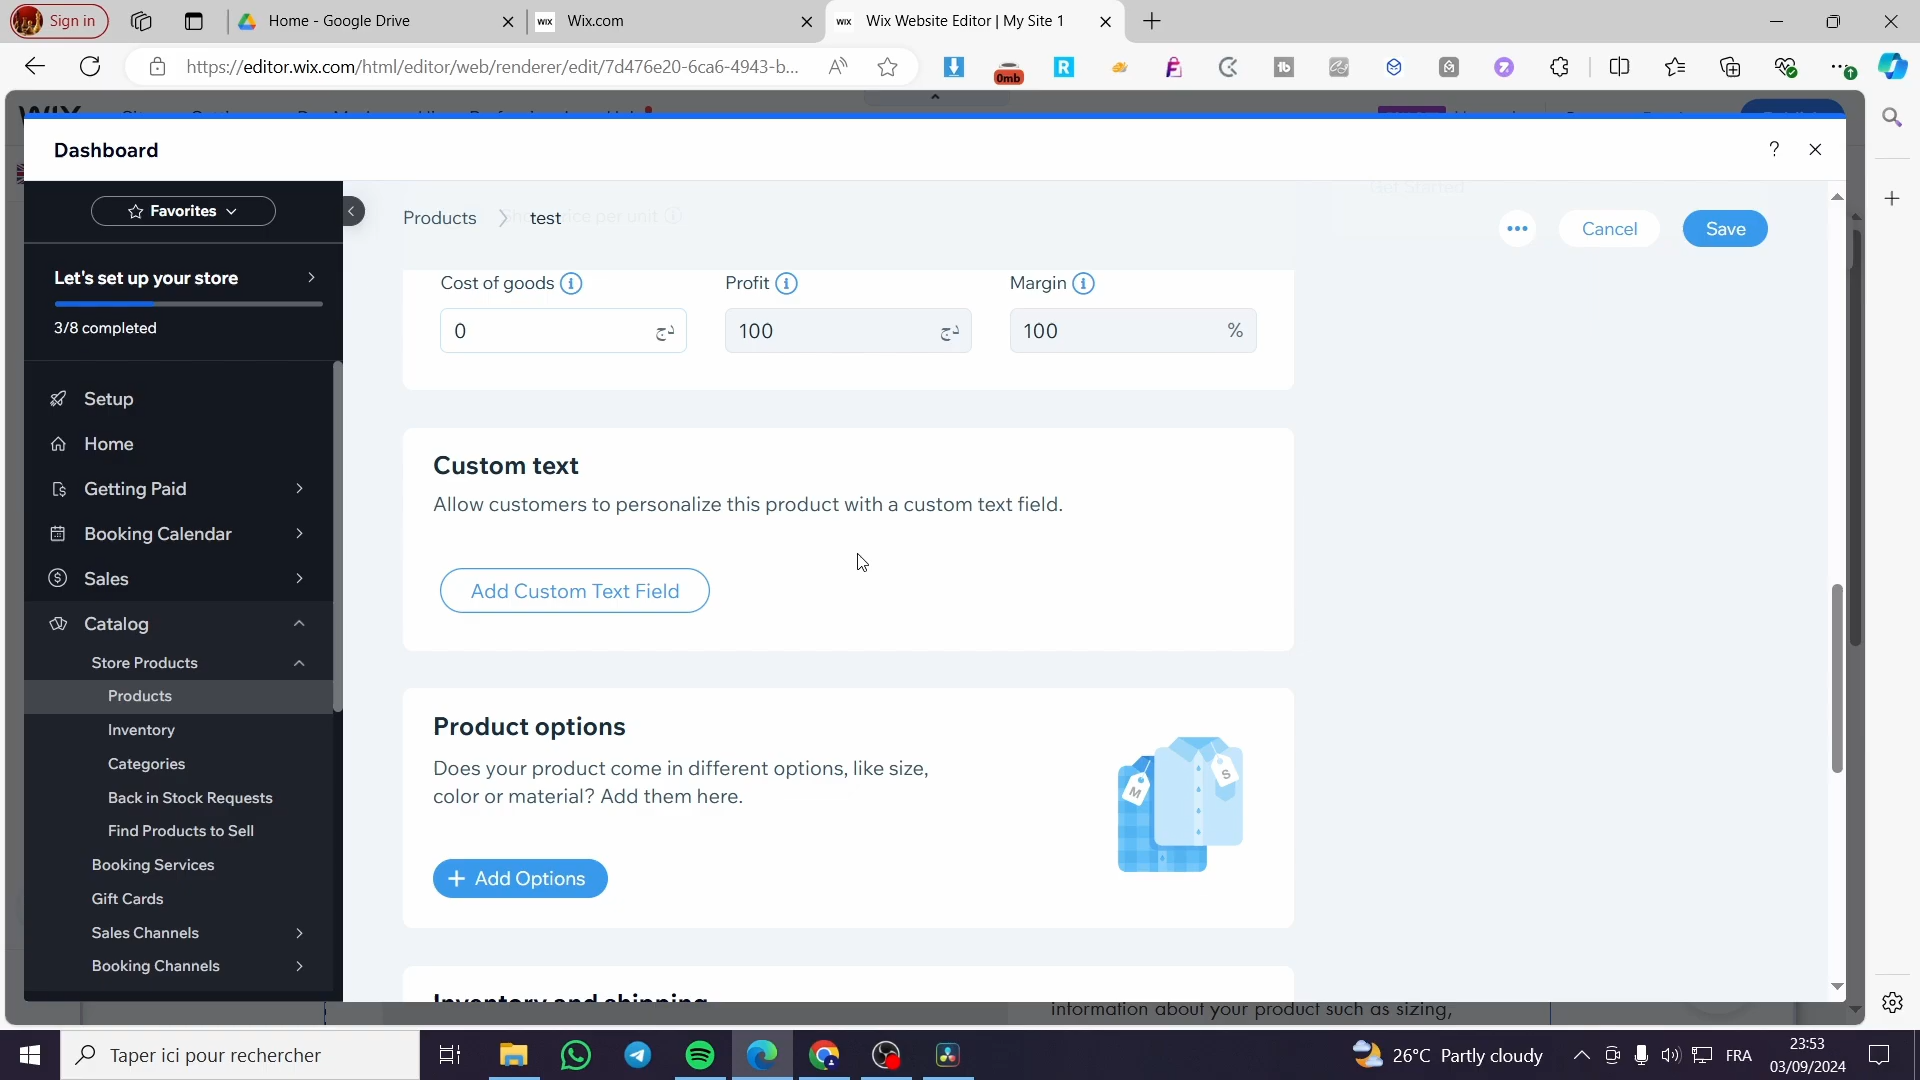 Sign in
Home - Google Drive
Wix.com
Wix Website Editor | My Site 1
https://editor.wix.com/html/editor/web/renderer/edit/7d476e20-6ca6-4943-b...
0mb
Dashboard
?
Favorites
Let's set up your store
3/8 completed
Setup
Home
Getting Paid
Booking Calendar
Sales
Catalog
Store Products
Products
Inventory
Categories
Back in Stock Requests
Find Products to Sell
Booking Services
Gift Cards
Sales Channels
Booking Channels
Products > test
Cancel
Save
Cost of goods
Profit
Margin
0 دج
100 دج
100 %
Custom text
Allow customers to personalize this product with a custom text field.
Add Custom Text Field
Product options
Does your product come in different options, like size,
color or material? Add them here.
M
S
+ Add Options
Inventory and shipping
information about your product such as sizing,
Taper ici pour rechercher
26°C Partly cloudy
FRA
23:53
03/09/2024